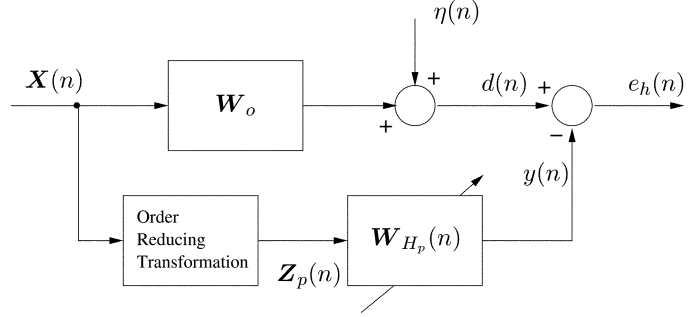 η(n)
X(n)
W_o
+
+
d(n)
+
−
e_h(n)
y(n)
Order
Reducing
Transformation
Z_p(n)
W_{H_p}(n)